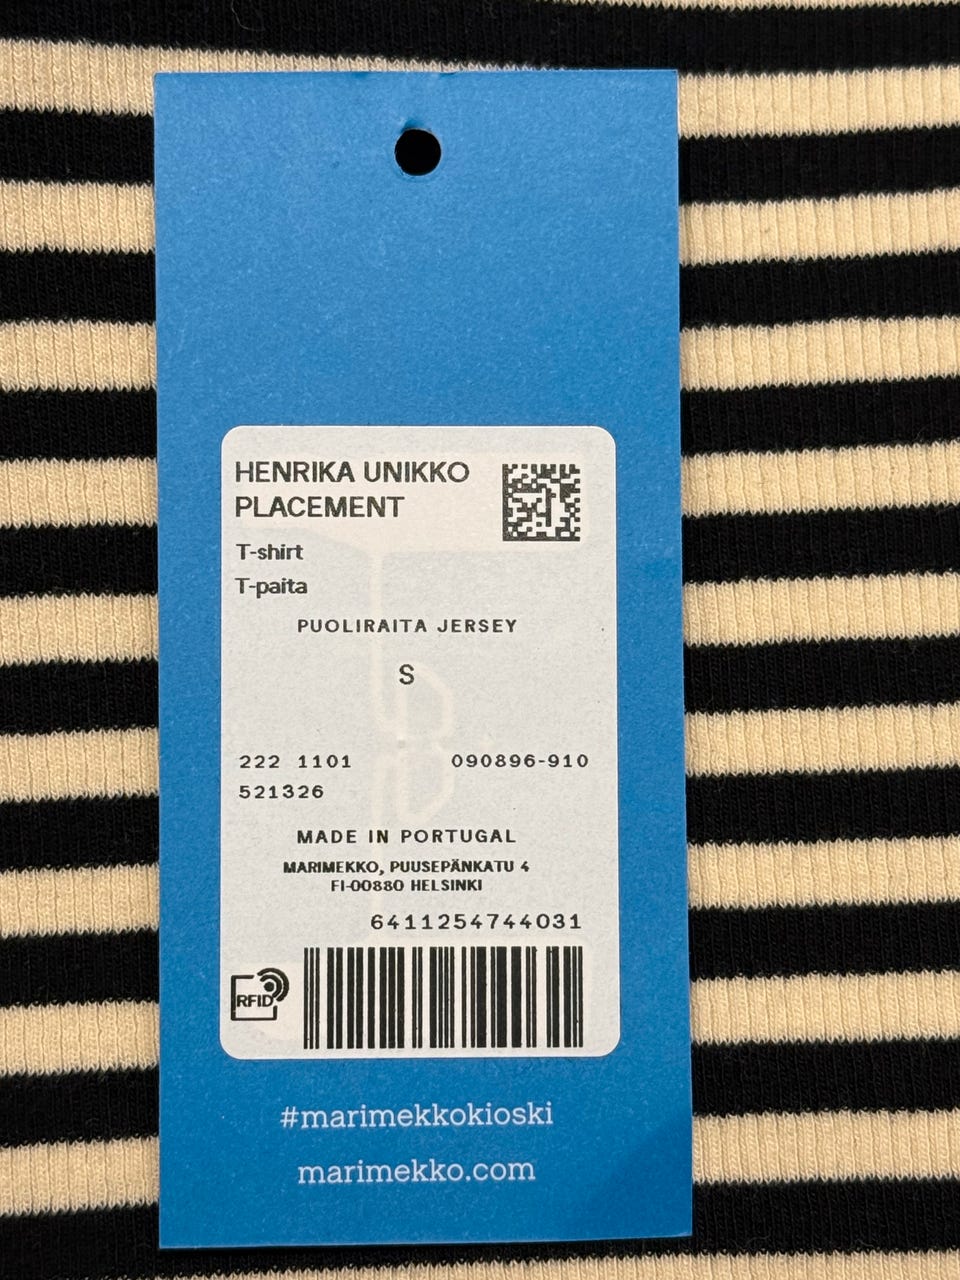 HENRIKA UNIKKO
PLACEMENT
T-shirt
T-paita
PUOLIRAITA JERSEY
S
222 1101 090896-910
521326
MADE IN PORTUGAL
MARIMEKKO, PUUSEPÄNKATU 4
FI-00880 HELSINKI
6411254744031
RFID
#marimekkokioski
marimekko.com